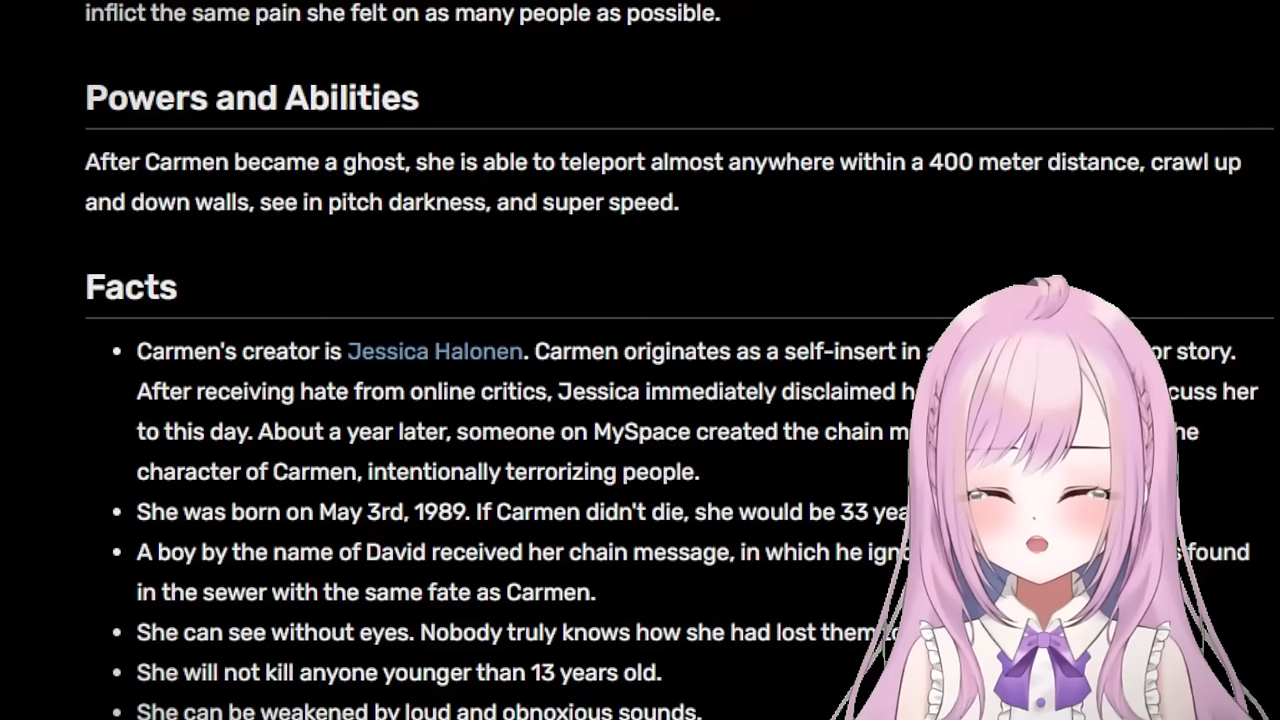 inflict the same pain she felt on as many people as possible.
Powers and Abilities
After Carmen became a ghost, she is able to teleport almost anywhere within a 400 meter distance, crawl up
and down walls, see in pitch darkness, and super speed.
Facts
• Carmen's creator is Jessica Halonen. Carmen originates as a self-insert in or story.
After receiving hate from online critics, Jessica immediately disclaimed her
to this day. About a year later, someone on MySpace created the chain
character of Carmen, intentionally terrorizing people.
• She was born on May 3rd, 1989. If Carmen didn't die, she would be 33
• A boy by the name of David received her chain message, in which he found
in the sewer with the same fate as Carmen.
• She can see without eyes. Nobody truly knows how she had lost them
• She will not kill anyone younger than 13 years old.
• She can be weakened by loud and obnoxious sounds.